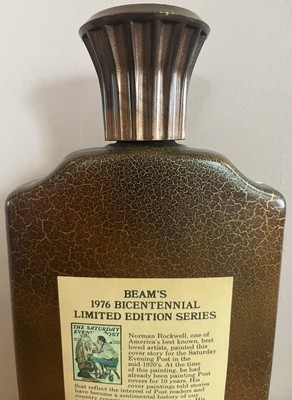 BEAM'S
1976 BICENTENNIAL
LIMITED EDITION SERIES
THE SATURDAY
EVENING POST
Norman Rockwell, one of
America's best known, best
loved artists, painted this
cover story for the Saturday
Evening Post in the
mid-1920's. At the time
of this painting, he had
already been painting Post
covers for 10 years. His
cover paintings told stories
that reflect the interest of Post readers and
have become a sentimental history of our